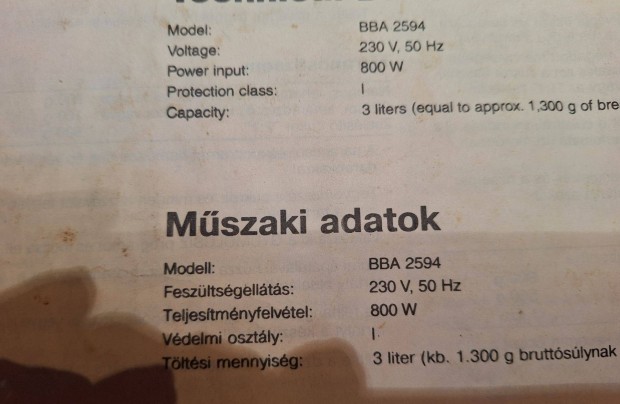 Model: BBA 2594
Voltage: 230 V, 50 Hz
Power input: 800 W
Protection class: I
Capacity: 3 liters (equal to approx. 1,300 g of bre
Műszaki adatok
Modell: BBA 2594
Feszültségellátás: 230 V, 50 Hz
Teljesítményfelvétel: 800 W
Védelmi osztály: I
Töltési mennyiség: 3 liter (kb. 1.300 g bruttósúlynak